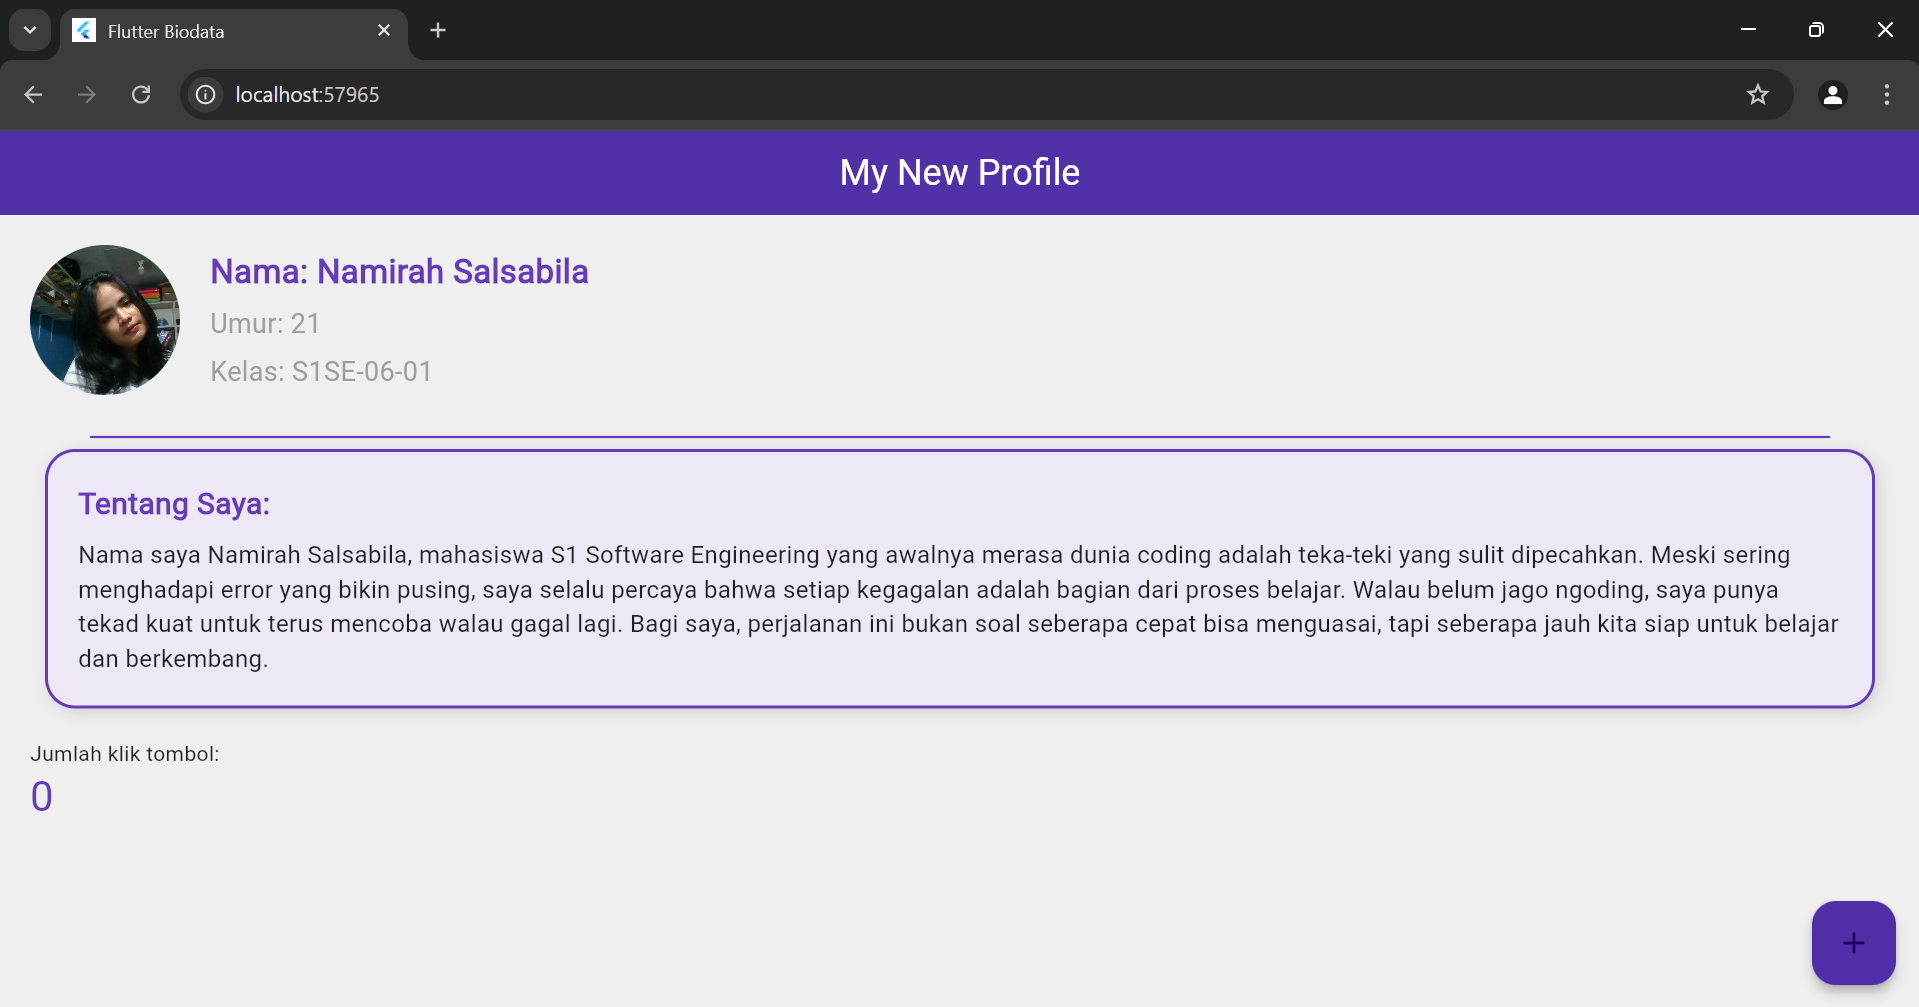 Flutter Biodata
localhost:57965
My New Profile
Nama: Namirah Salsabila
Umur: 21
Kelas: S1SE-06-01
Tentang Saya:
Nama saya Namirah Salsabila, mahasiswa S1 Software Engineering yang awalnya merasa dunia coding adalah teka-teki yang sulit dipecahkan. Meski sering
menghadapi error yang bikin pusing, saya selalu percaya bahwa setiap kegagalan adalah bagian dari proses belajar. Walau belum jago ngoding, saya punya
tekad kuat untuk terus mencoba walau gagal lagi. Bagi saya, perjalanan ini bukan soal seberapa cepat bisa menguasai, tapi seberapa jauh kita siap untuk belajar
dan berkembang.
Jumlah klik tombol:
0